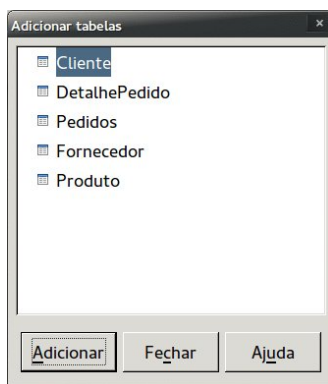 Adicionar tabelas ×
Cliente
DetalhePedido
Pedidos
Fornecedor
Produto
Adicionar Fechar Ajuda